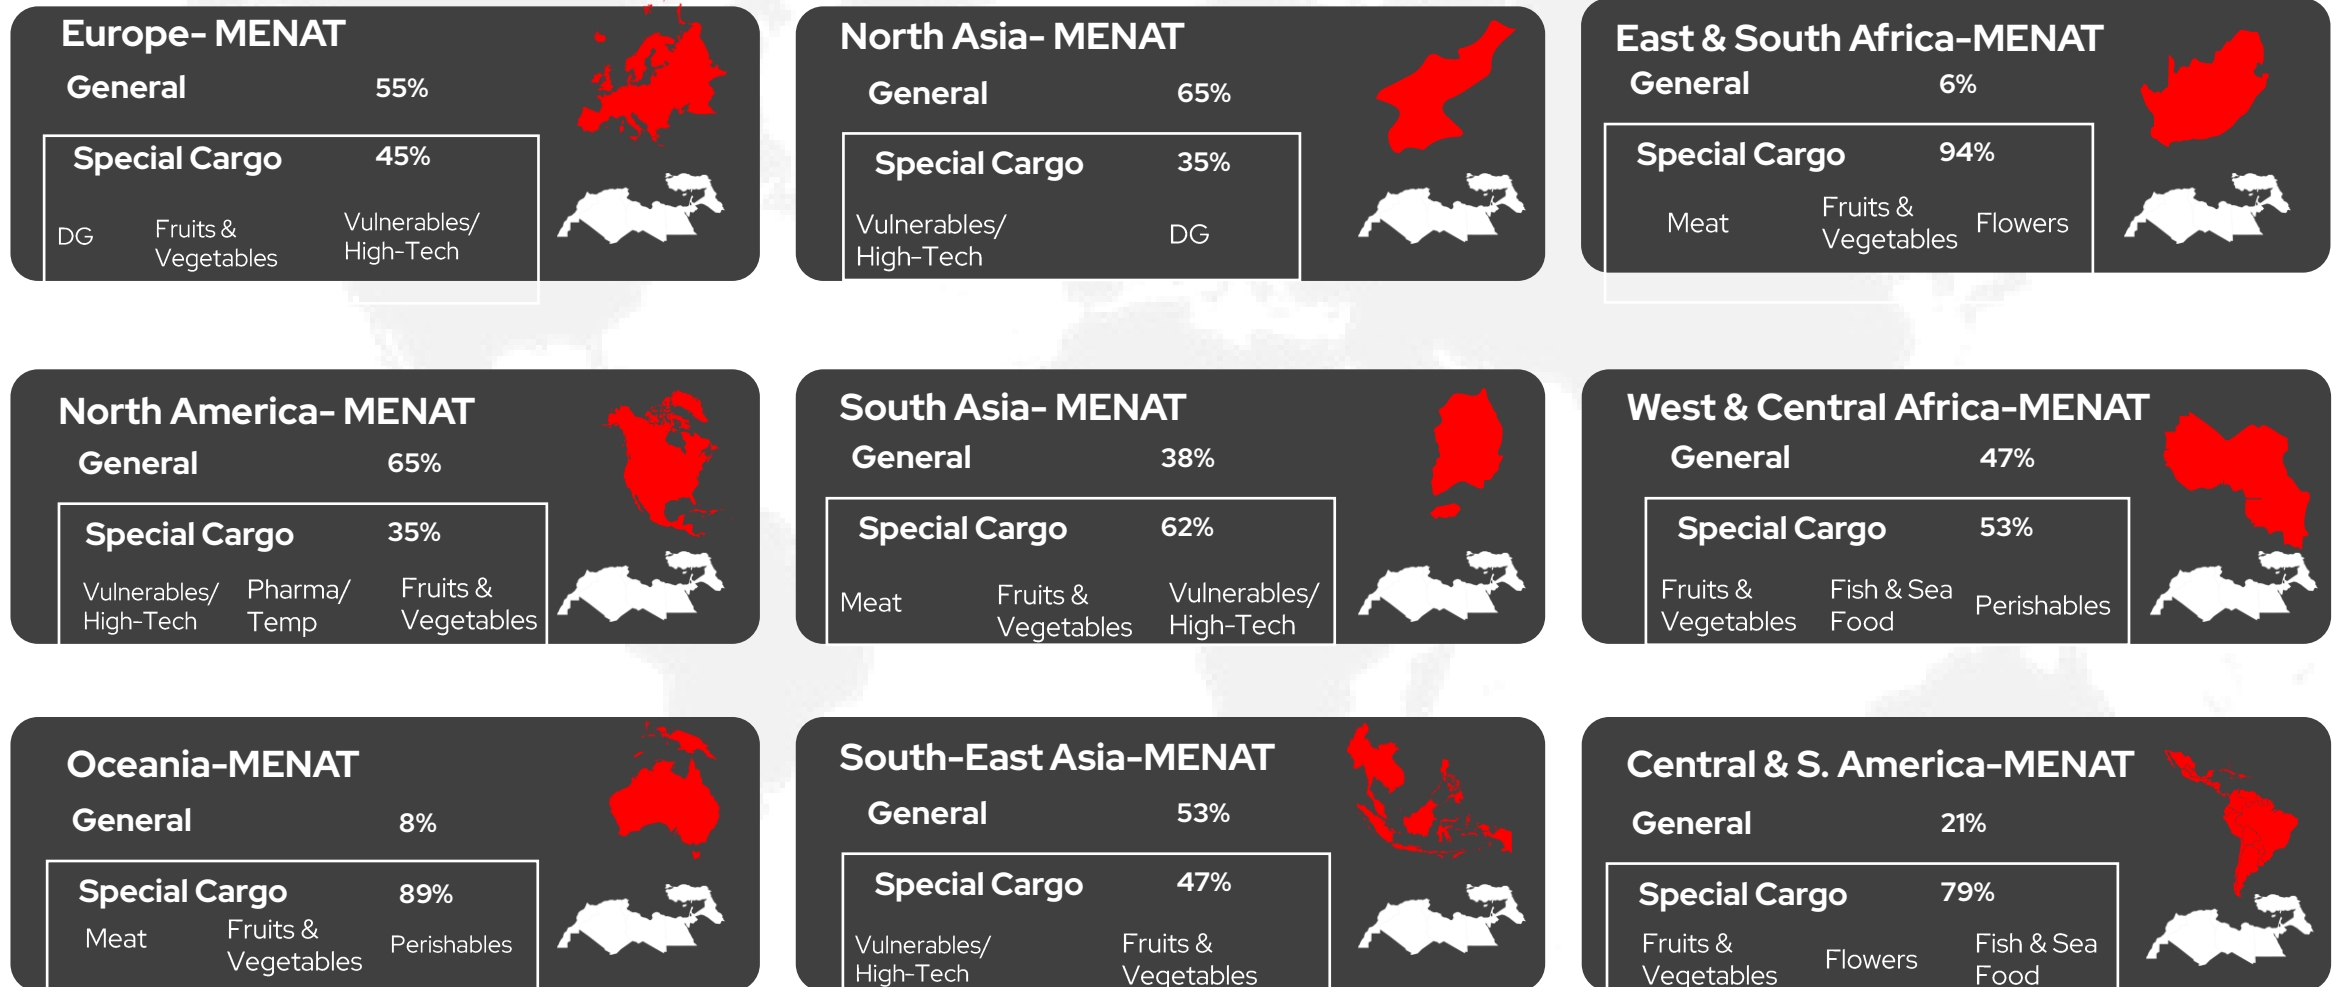 Europe- MENAT
General 55%
Special Cargo 45%
DG
Fruits &
Vegetables
Vulnerables/
High-Tech
North Asia- MENAT
General 65%
Special Cargo 35%
Vulnerables/
High-Tech
DG
East & South Africa-MENAT
General 6%
Special Cargo 94%
Meat
Fruits &
Vegetables
Flowers
North America- MENAT
General 65%
Special Cargo 35%
Vulnerables/
High-Tech
Pharma/
Temp
Fruits &
Vegetables
South Asia- MENAT
General 38%
Special Cargo 62%
Meat
Fruits &
Vegetables
Vulnerables/
High-Tech
West & Central Africa-MENAT
General 47%
Special Cargo 53%
Fruits &
Vegetables
Fish & Sea
Food
Perishables
Oceania-MENAT
General 8%
Special Cargo 89%
Meat
Fruits &
Vegetables
Perishables
South-East Asia-MENAT
General 53%
Special Cargo 47%
Vulnerables/
High-Tech
Fruits &
Vegetables
Central & S. America-MENAT
General 21%
Special Cargo 79%
Fruits &
Vegetables
Flowers
Fish & Sea
Food